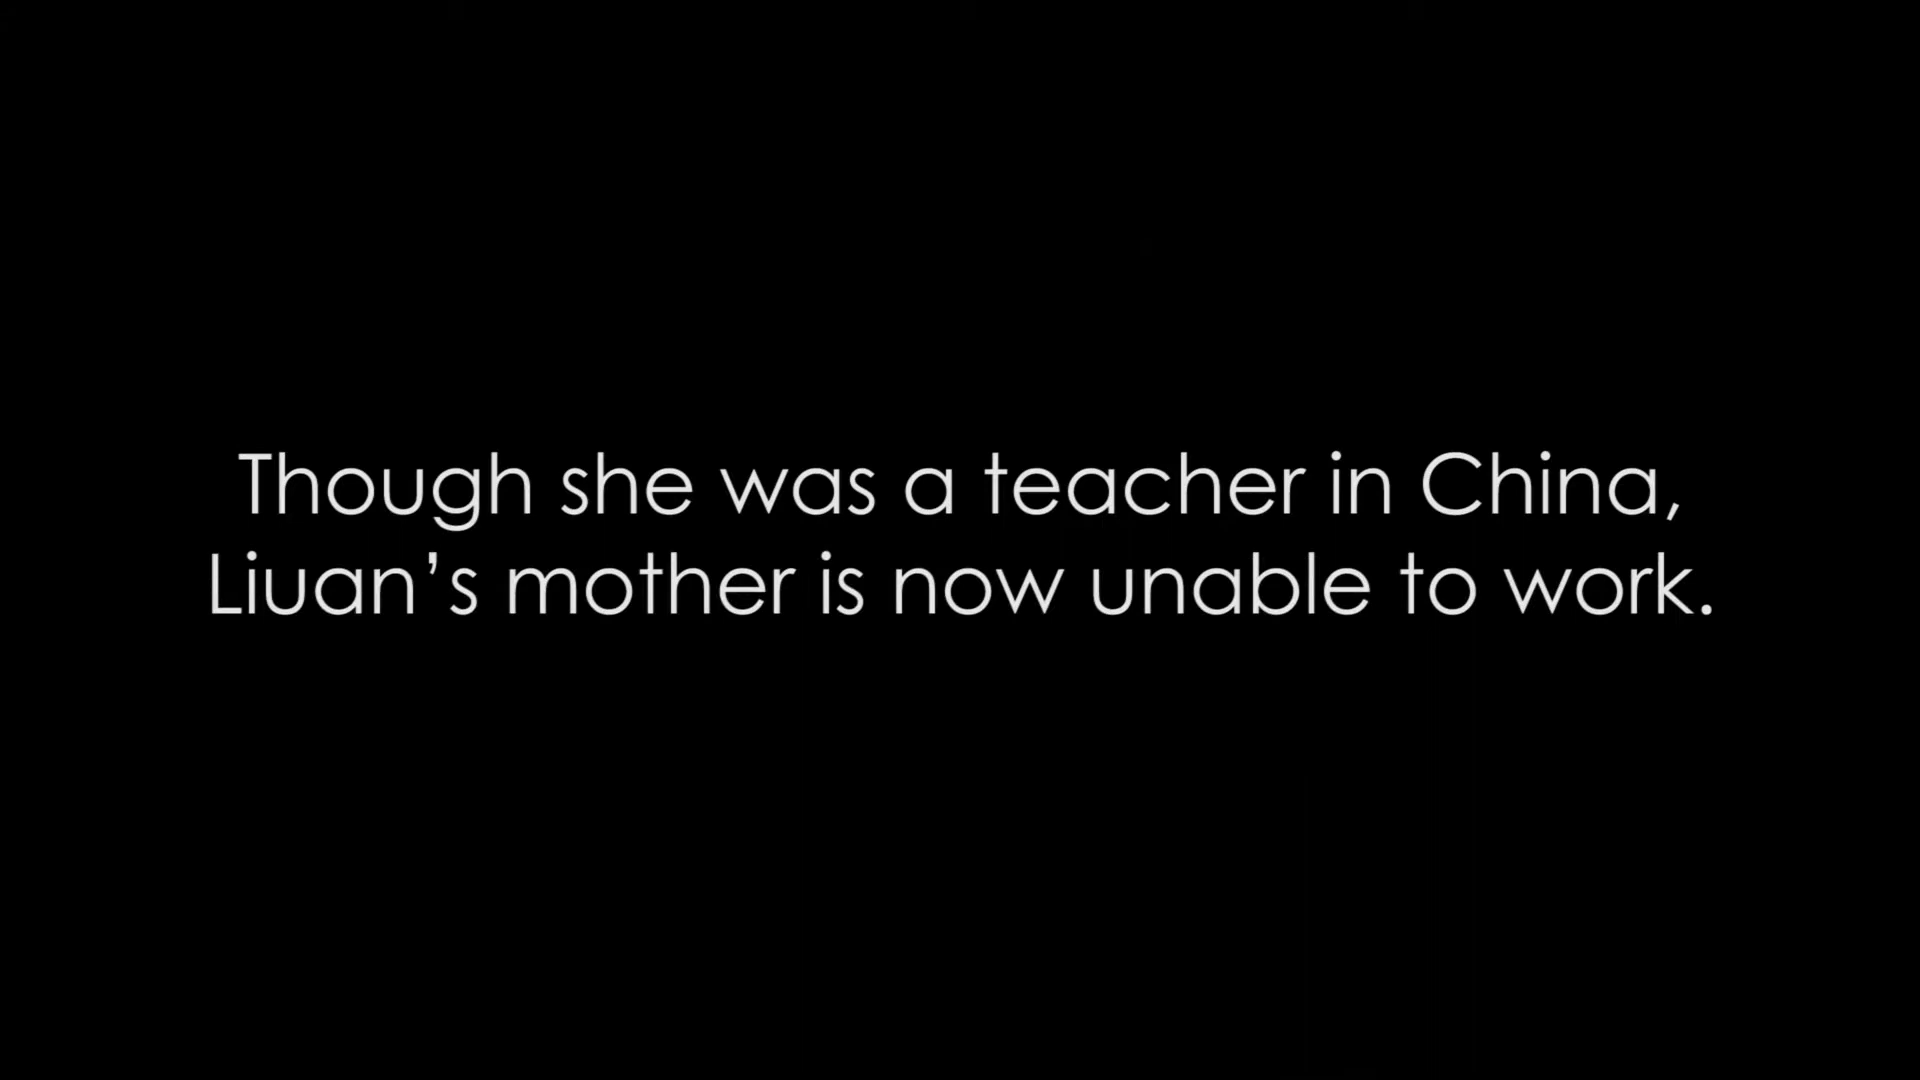 Though she was a teacher in China,
Liuan’s mother is now unable to work.